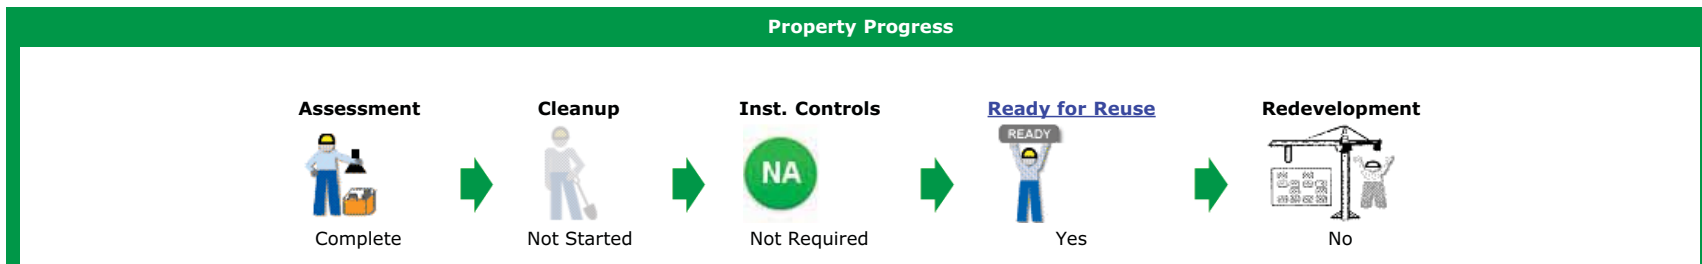 Property Progress
Assessment Cleanup Inst. Controls Ready for Reuse Redevelopment
READY
NA
Complete Not Started Not Required Yes No